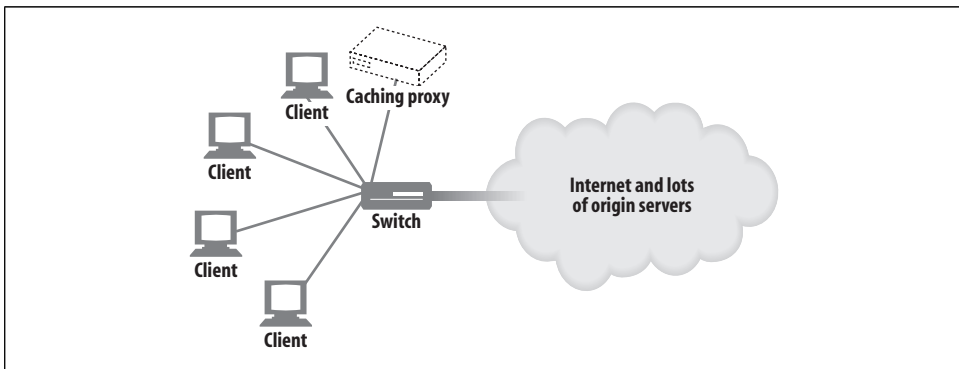 Client
Caching proxy
Client
Switch
Internet and lots
of origin servers
Client
Client